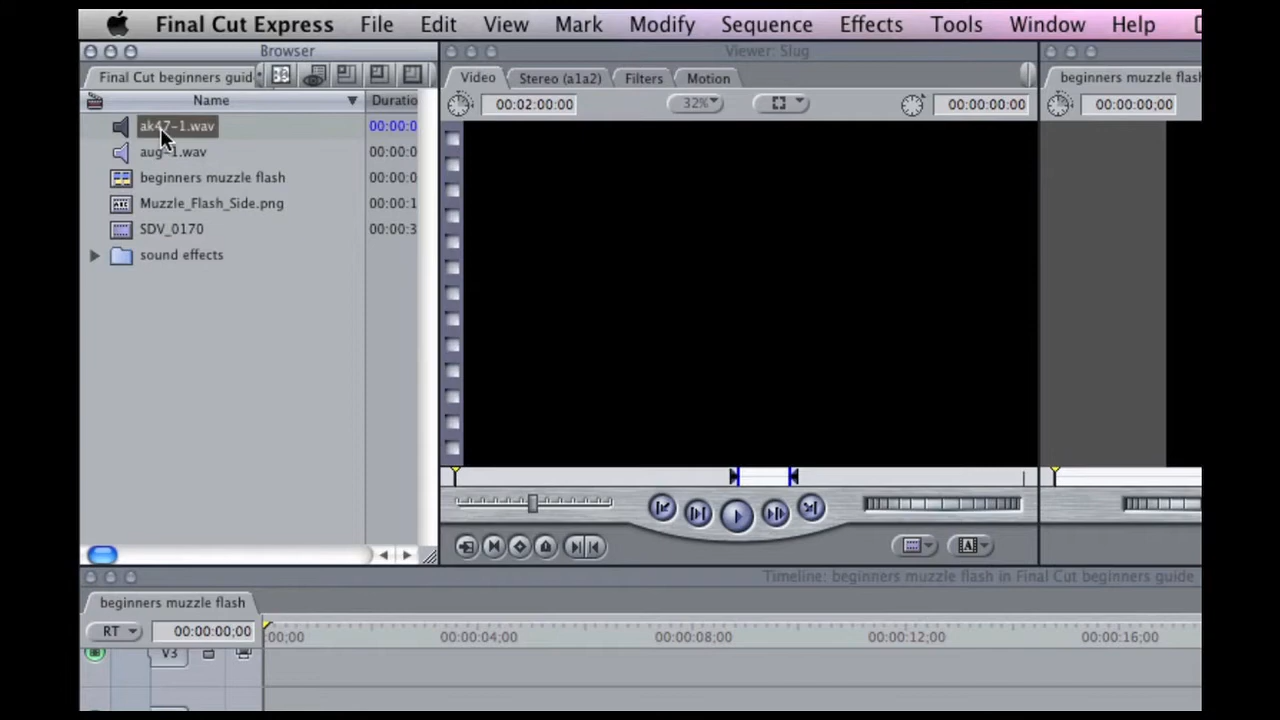 Final Cut Express File Edit View Mark Modify Sequence Effects Tools Window Help
Browser
Viewer: Slug
Final Cut beginners guid
Video Stereo (a1a2) Filters Motion
beginners muzzle flash
Name Duratio
00:02:00:00 32% 00:00:00:00 00:00:00;00
ak47-1.wav 00:00:0
aug-1.wav 00:00:0
beginners muzzle flash 00:00:0
Muzzle_Flash_Side.png 00:00:1
SDV_0170 00:00:3
sound effects
A
Timeline: beginners muzzle flash in Final Cut beginners guide
beginners muzzle flash
RT 00:00:00;00 00;00 00:00:04;00 00:00:08;00 00:00:12;00 00:00:16;00
V3